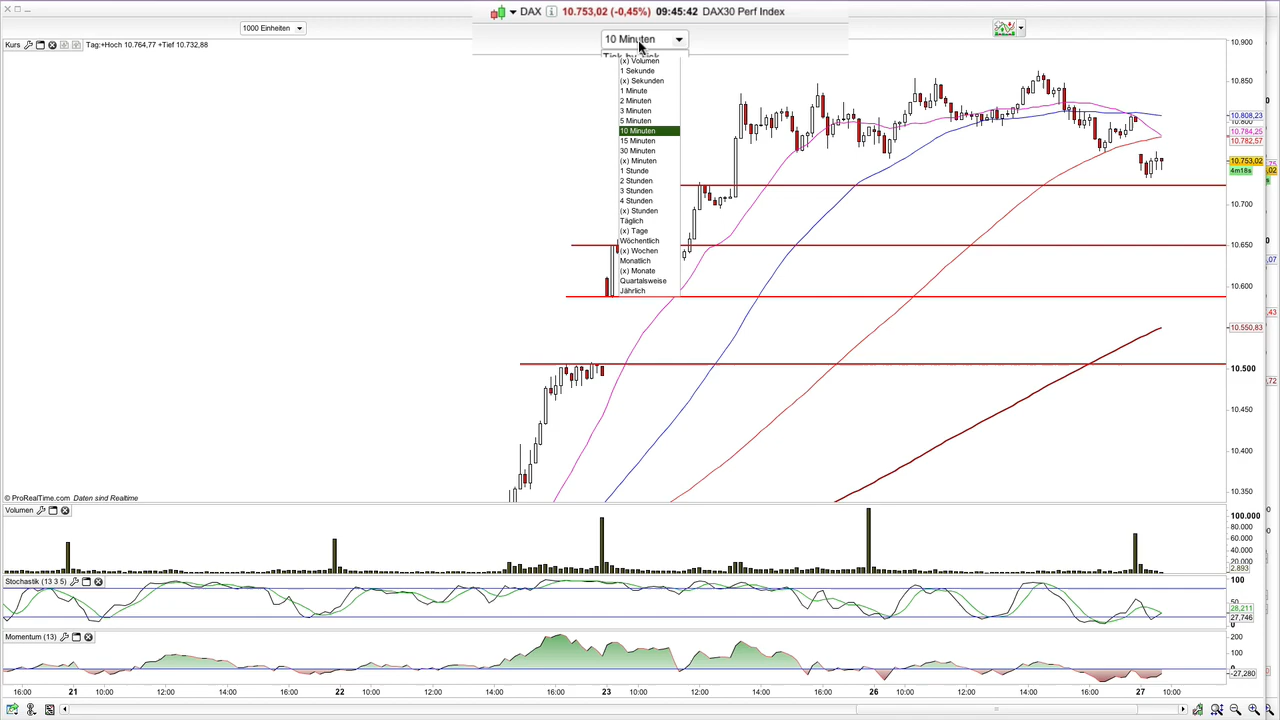 DAX 10.753,02 (-0,45%) 09:45:42 DAX30 Perf Index
1000 Einheiten
10 Minuten
Kurs
Tag:+Hoch 10.764,77 +Tief 10.732,88
(x) Volumen
1 Sekunde
(x) Sekunden
1 Minute
2 Minuten
3 Minuten
5 Minuten
10 Minuten
15 Minuten
30 Minuten
(x) Minuten
1 Stunde
2 Stunden
3 Stunden
4 Stunden
(x) Stunden
Täglich
(x) Tage
Wöchentlich
(x) Wochen
Monatlich
(x) Monate
Quartalsweise
Jährlich
10.900
10.850
10.808,23
10.800
10.784,25
10.782,57
10.753,02
4m18s
10.700
10.650
10.600
10.550,83
10.500
10.450
10.400
10.350
© ProRealTime.com Daten sind Realtime
Volumen
100.000
80.000
60.000
40.000
20.000
2.893
Stochastik (13 3 5)
100
50
28,211
27,746
0
Momentum (13)
200
100
0
-27,280
16:00 21 10:00 12:00 14:00 16:00 22 10:00 12:00 14:00 16:00 23 10:00 12:00 14:00 16:00 26 10:00 12:00 14:00 16:00 27 10:00